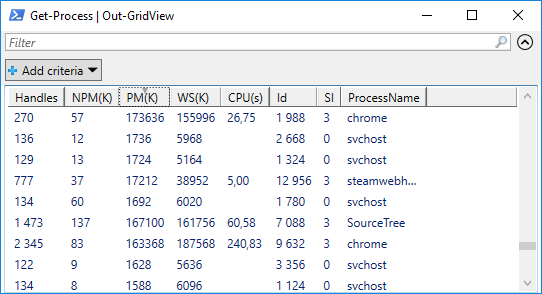 Get-Process | Out-GridView
Filter
Add criteria
Handles NPM(K) PM(K) WS(K) CPU(s) Id SI ProcessName
270 57 173636 155996 26,75 1 988 3 chrome
136 12 1736 5968 2 668 0 svchost
129 13 1724 5164 1 324 0 svchost
777 37 17212 38952 5,00 12 956 3 steamwebh...
134 60 1692 6020 1 780 0 svchost
1 473 137 167100 161756 60,58 7 088 3 SourceTree
2 345 83 163368 187568 240,83 9 632 3 chrome
122 9 1628 5636 3 356 0 svchost
134 8 1588 6096 1 124 0 svchost